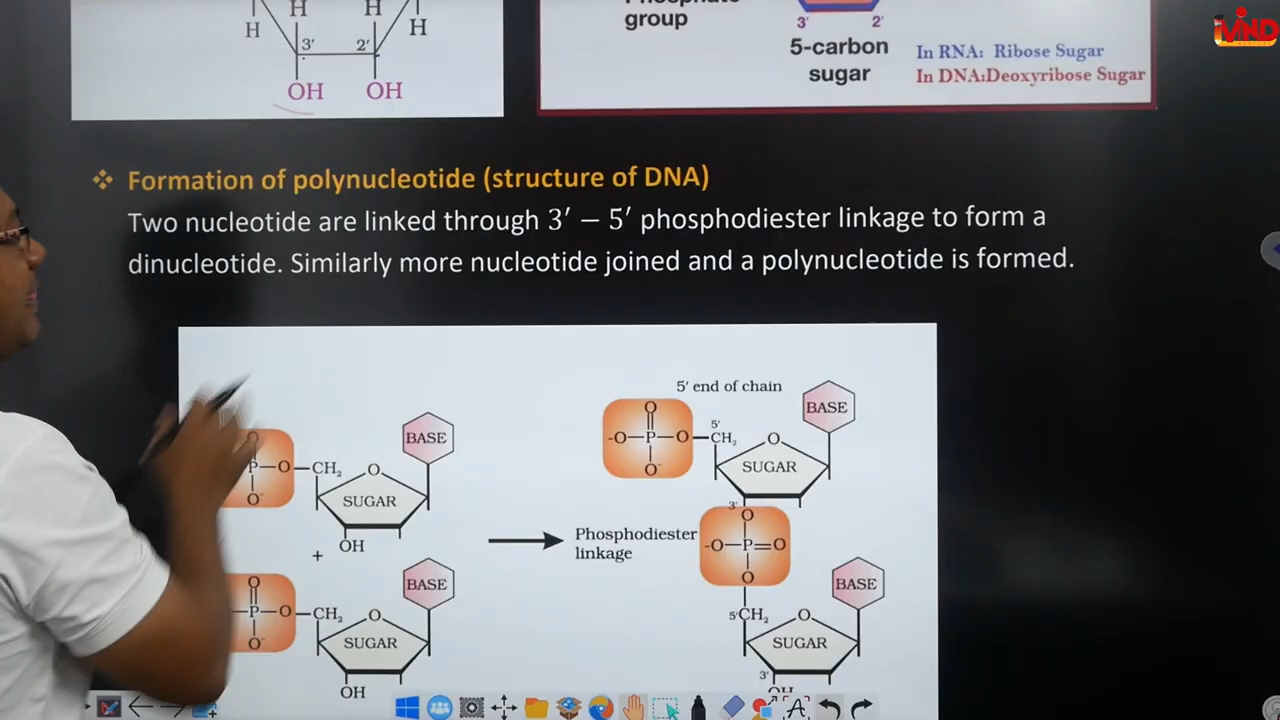 H
H
H
H
3′
2′
OH
OH
group
3′
2′
5-carbon
sugar
In RNA: Ribose Sugar
In DNA:Deoxyribose Sugar
MIND
Formation of polynucleotide (structure of DNA)
Two nucleotide are linked through 3′ − 5′ phosphodiester linkage to form a
dinucleotide. Similarly more nucleotide joined and a polynucleotide is formed.
P—O—CH₂
O
O⁻
BASE
SUGAR
OH
+
O
P—O—CH₂
O
O⁻
BASE
SUGAR
OH
5′ end of chain
O
-O—P—O—CH₂
5′
O
O⁻
BASE
SUGAR
3′
Phosphodiester
linkage
O
-O—P=O
O
5′CH₂
O
BASE
SUGAR
3′
OH
A